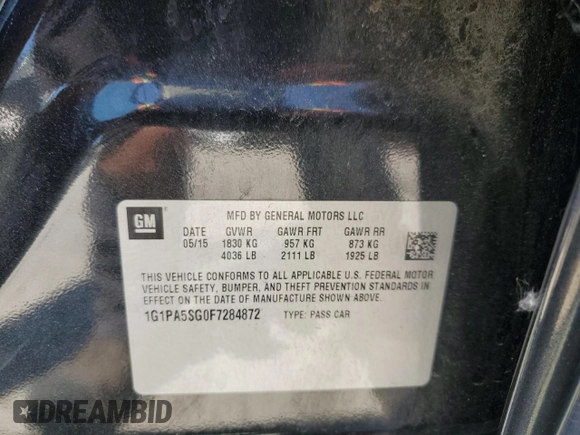 GM
MFD BY GENERAL MOTORS LLC
DATE GVWR GAWR FRT GAWR RR
05/15 1830 KG 957 KG 873 KG
4036 LB 2111 LB 1925 LB
THIS VEHICLE CONFORMS TO ALL APPLICABLE U.S. FEDERAL MOTOR
VEHICLE SAFETY, BUMPER, AND THEFT PREVENTION STANDARDS IN
EFFECT ON THE DATE OF MANUFACTURE SHOWN ABOVE.
1G1PA5SG0F7284872 TYPE: PASS CAR
DREAMBID